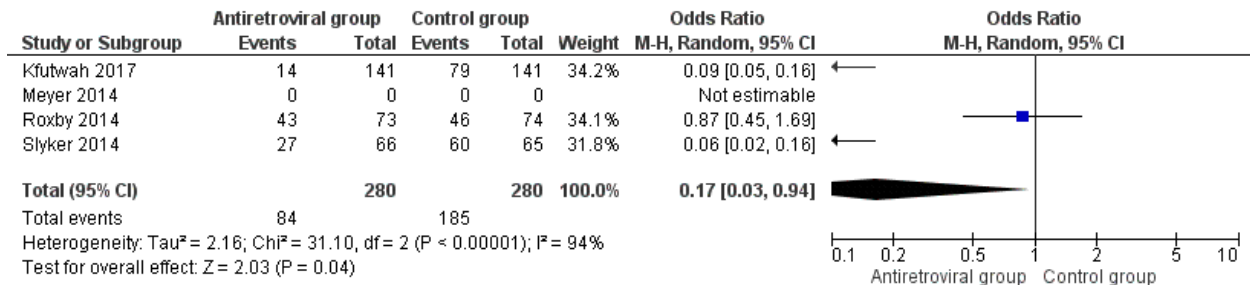 Antiretroviral group Control group Odds Ratio Odds Ratio
Study or Subgroup Events Total Events Total Weight M-H, Random, 95% CI M-H, Random, 95% CI
Kfutwah 2017 14 141 79 141 34.2% 0.09 [0.05, 0.16]
Meyer 2014 0 0 0 0 Not estimable
Roxby 2014 43 73 46 74 34.1% 0.87 [0.45, 1.69]
Slyker 2014 27 66 60 65 31.8% 0.06 [0.02, 0.16]
Total (95% CI) 280 280 100.0% 0.17 [0.03, 0.94]
Total events 84 185
Heterogeneity: Tau² = 2.16; Chi² = 31.10, df = 2 (P < 0.00001); I² = 94%
Test for overall effect: Z = 2.03 (P = 0.04)
0.1 0.2 0.5 1 2 5 10
Antiretroviral group Control group